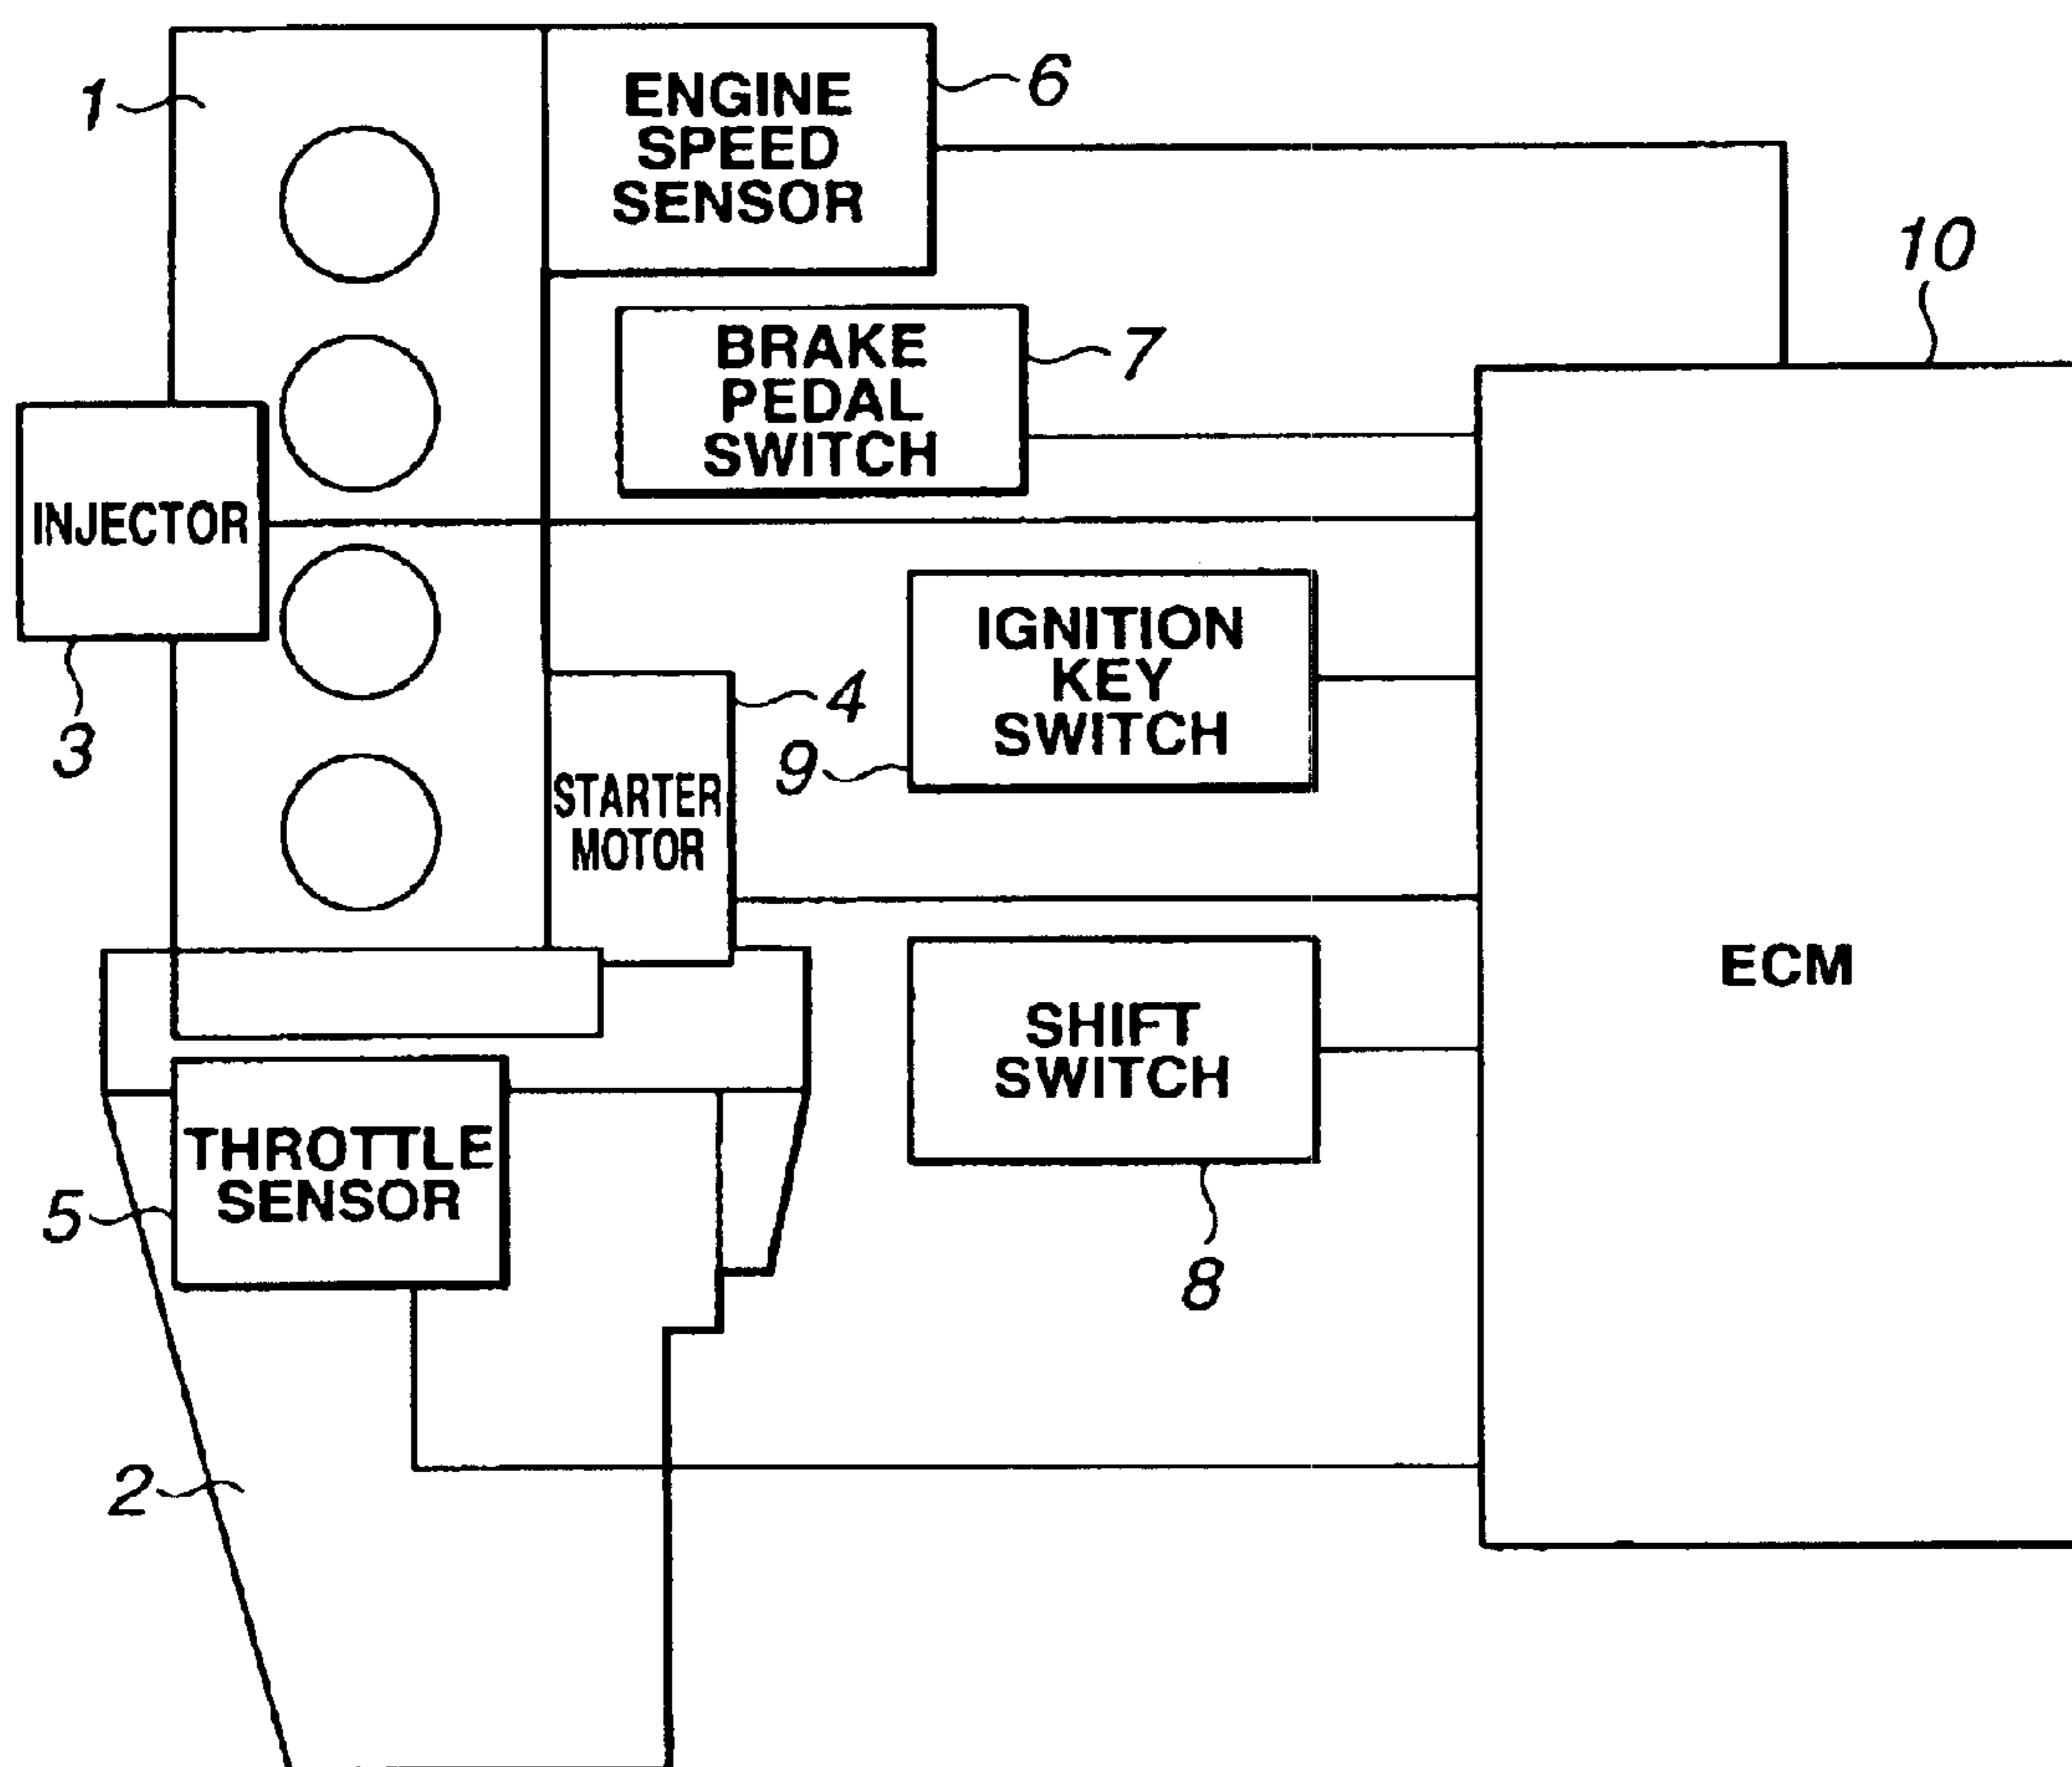 1
ENGINE
SPEED
SENSOR
6
10
BRAKE
PEDAL
SWITCH
7
INJECTOR
3
IGNITION
KEY
SWITCH
9
4
STARTER
MOTOR
ECM
SHIFT
SWITCH
8
THROTTLE
SENSOR
5
2